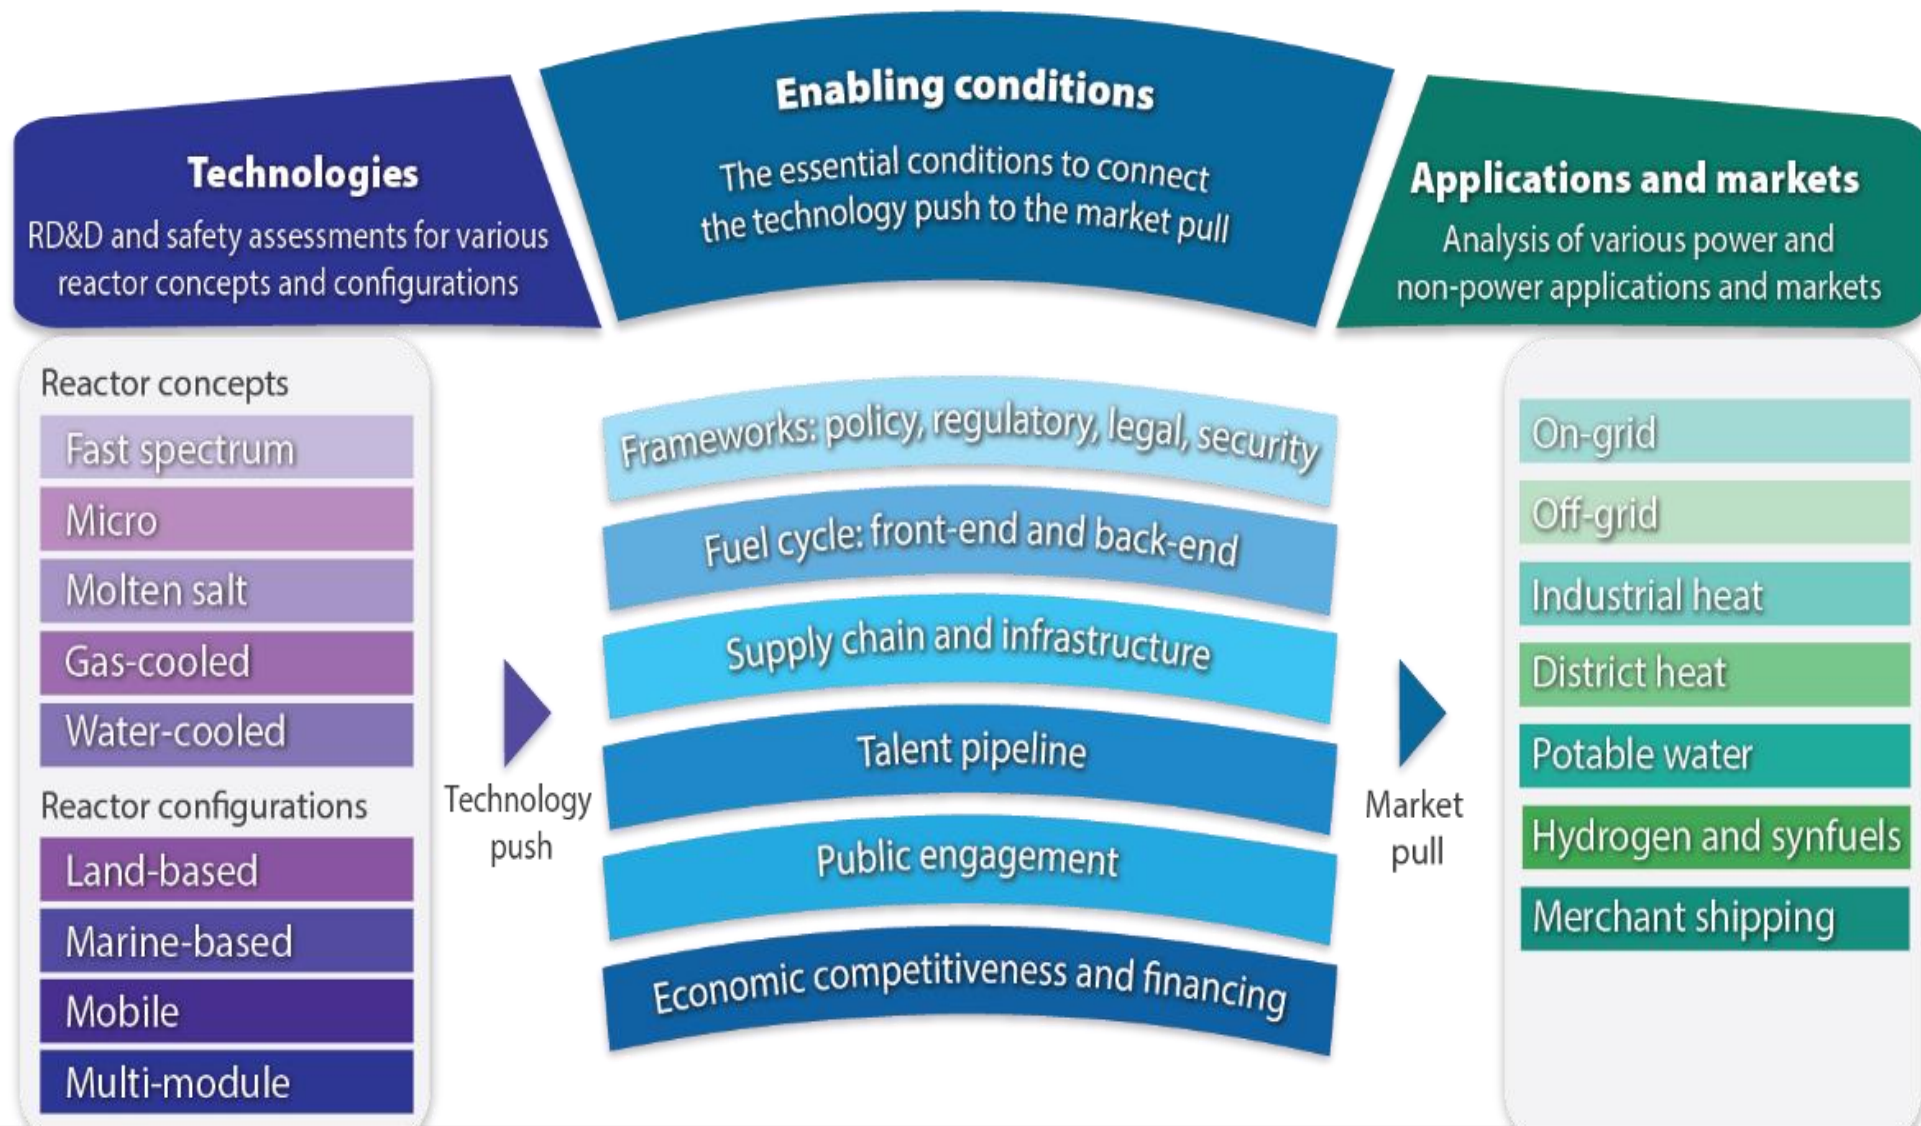 Technologies
RD&D and safety assessments for various
reactor concepts and configurations
Enabling conditions
The essential conditions to connect
the technology push to the market pull
Applications and markets
Analysis of various power and
non-power applications and markets
Reactor concepts
Fast spectrum
Micro
Molten salt
Gas-cooled
Water-cooled
Reactor configurations
Land-based
Marine-based
Mobile
Multi-module
Technology
push
Frameworks: policy, regulatory, legal, security
Fuel cycle: front-end and back-end
Supply chain and infrastructure
Talent pipeline
Public engagement
Economic competitiveness and financing
Market
pull
On-grid
Off-grid
Industrial heat
District heat
Potable water
Hydrogen and synfuels
Merchant shipping